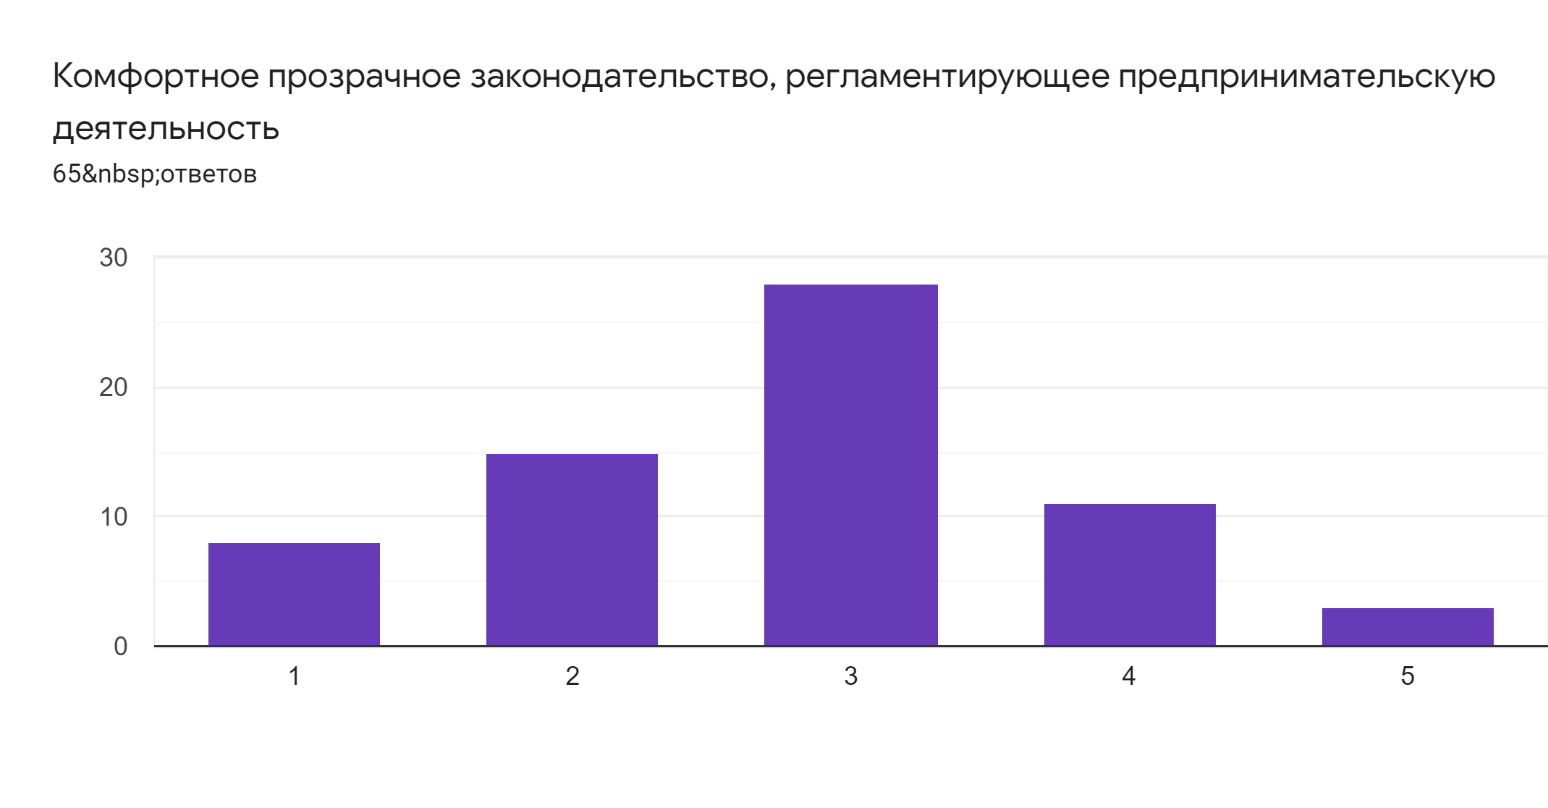 Комфортное прозрачное законодательство, регламентирующее предпринимательскую
деятельность
65&nbsp;ответов
30
20
10
0
1 2 3 4 5